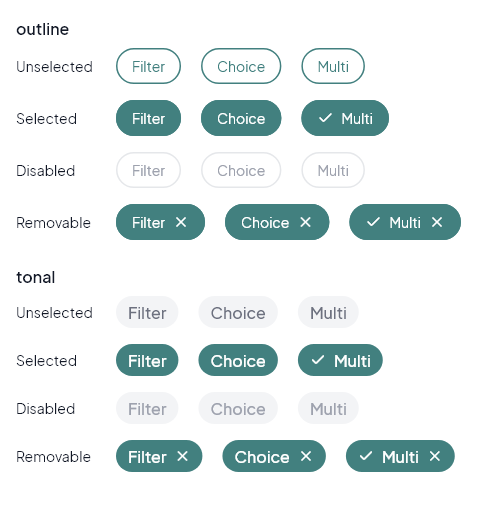 outline
Unselected Filter Choice Multi
Selected Filter Choice Multi
Disabled Filter Choice Multi
Removable Filter Choice Multi
tonal
Unselected Filter Choice Multi
Selected Filter Choice Multi
Disabled Filter Choice Multi
Removable Filter Choice Multi